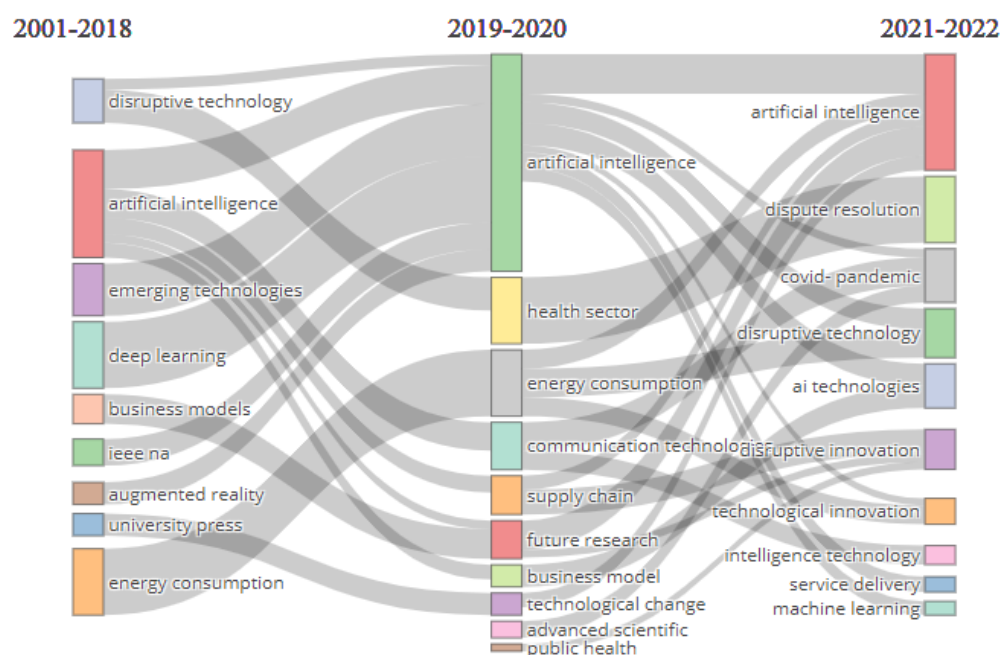 2001-2018
2019-2020
2021-2022
disruptive technology
artificial intelligence
emerging technologies
deep learning
business models
ieee na
augmented reality
university press
energy consumption
artificial intelligence
health sector
energy consumption
communication technologies
supply chain
future research
business model
technological change
advanced scientific
public health
artificial intelligence
dispute resolution
covid- pandemic
disruptive technology
ai technologies
disruptive innovation
technological innovation
intelligence technology
service delivery
machine learning